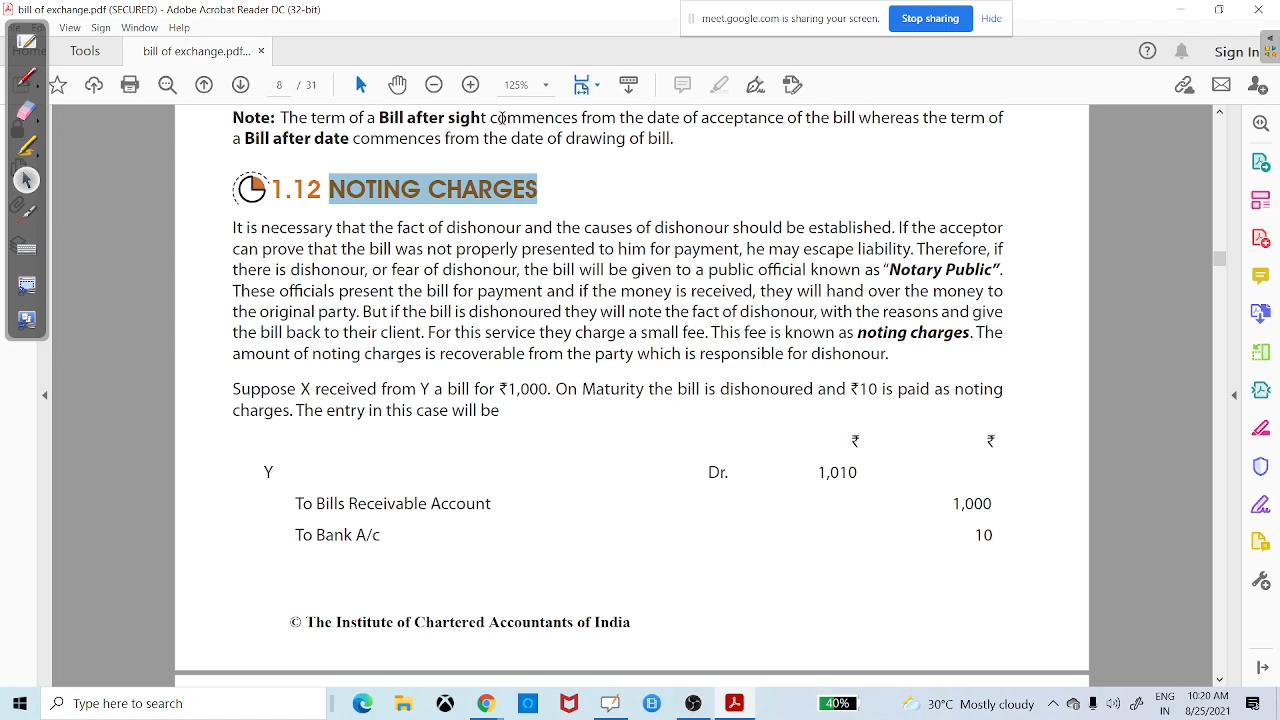 bill of exchange.pdf (SECURED) - Adobe Acrobat Reader DC (32-bit)
meet.google.com is sharing your screen.
Stop sharing
Hide
View Sign Window Help
Tools
bill of exchange.pdf... ×
Sign In
8 / 31
125%
Note: The term of a Bill after sight commences from the date of acceptance of the bill whereas the term of
a Bill after date commences from the date of drawing of bill.
1.12 NOTING CHARGES
It is necessary that the fact of dishonour and the causes of dishonour should be established. If the acceptor
can prove that the bill was not properly presented to him for payment, he may escape liability. Therefore, if
there is dishonour, or fear of dishonour, the bill will be given to a public official known as “Notary Public”.
These officials present the bill for payment and if the money is received, they will hand over the money to
the original party. But if the bill is dishonoured they will note the fact of dishonour, with the reasons and give
the bill back to their client. For this service they charge a small fee. This fee is known as noting charges. The
amount of noting charges is recoverable from the party which is responsible for dishonour.
Suppose X received from Y a bill for ₹1,000. On Maturity the bill is dishonoured and ₹10 is paid as noting
charges. The entry in this case will be
₹ ₹
Y Dr. 1,010
To Bills Receivable Account 1,000
To Bank A/c 10
© The Institute of Chartered Accountants of India
Type here to search
40%
30°C Mostly cloudy
ENG
IN
10:20 AM
8/25/2021